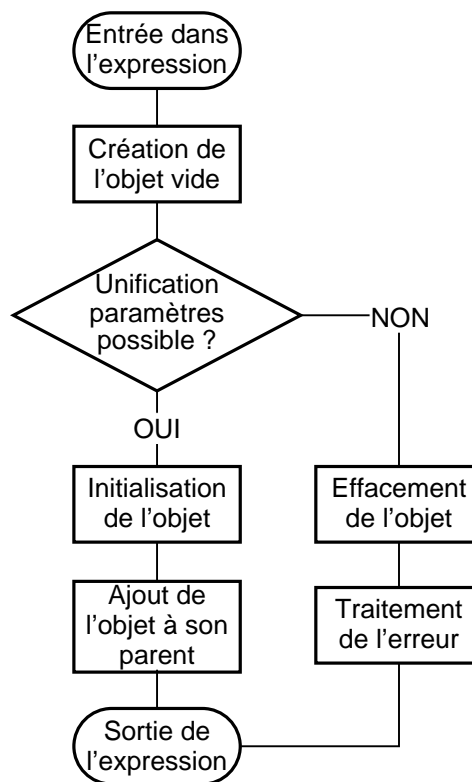 Entrée dans
l'expression
Création de
l'objet vide
Unification
paramètres
possible ?
NON
OUI
Initialisation
de l'objet
Effacement
de l'objet
Ajout de
l'objet à son
parent
Traitement
de l'erreur
Sortie de
l'expression